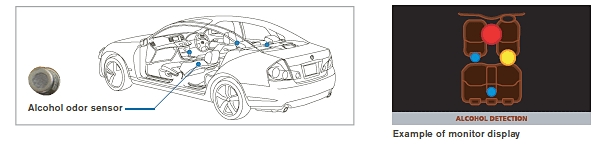 Alcohol odor sensor
ALCOHOL DETECTION
Example of monitor display